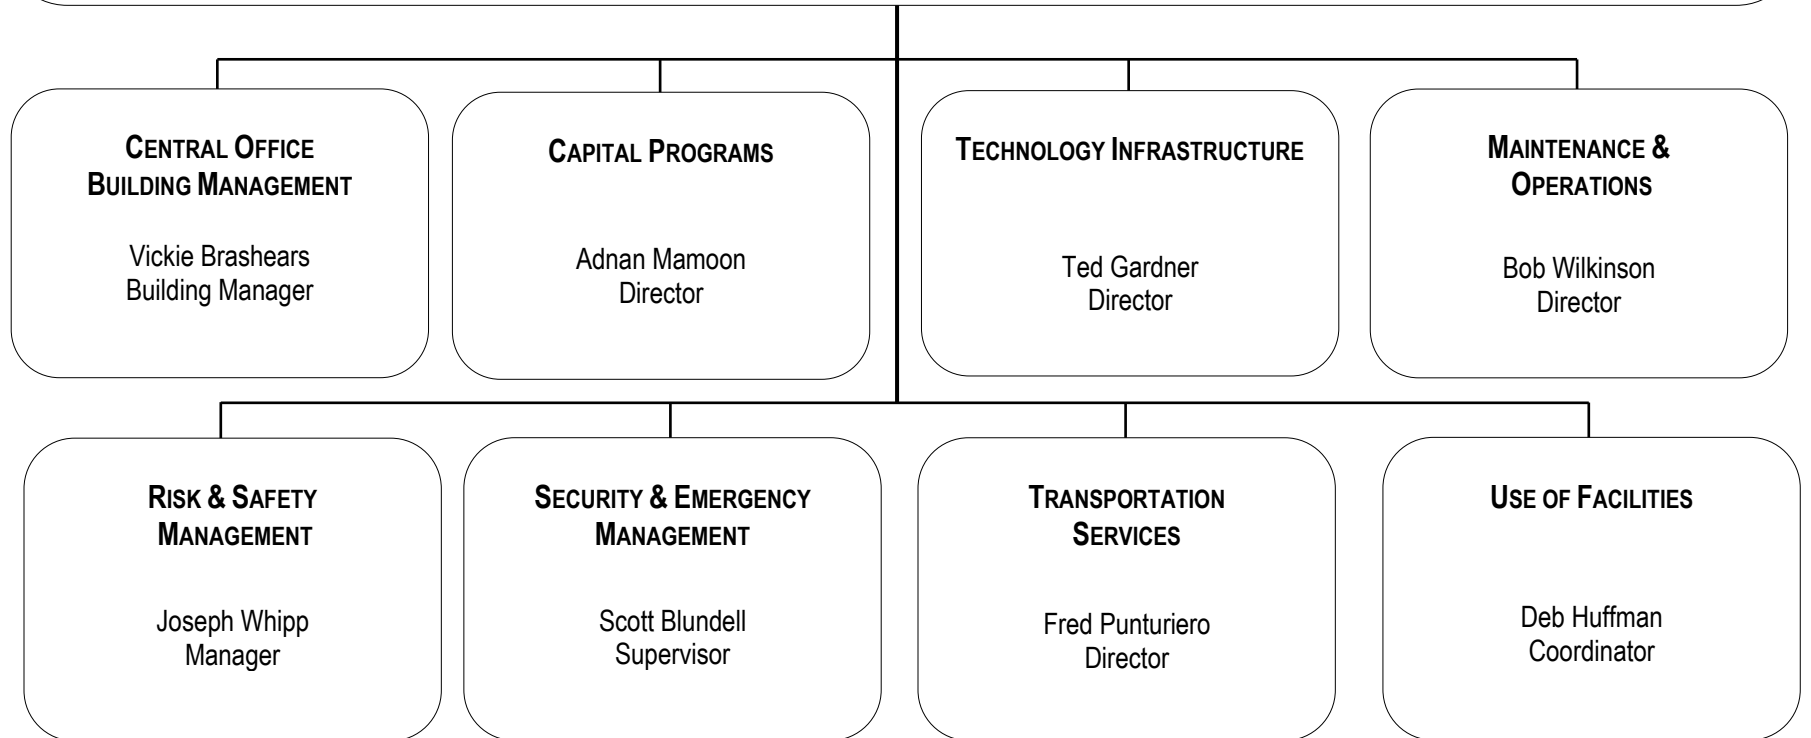 CENTRAL OFFICE
BUILDING MANAGEMENT
Vickie Brashears
Building Manager
CAPITAL PROGRAMS
Adnan Mamoon
Director
TECHNOLOGY INFRASTRUCTURE
Ted Gardner
Director
MAINTENANCE &
OPERATIONS
Bob Wilkinson
Director
RISK & SAFETY
MANAGEMENT
Joseph Whipp
Manager
SECURITY & EMERGENCY
MANAGEMENT
Scott Blundell
Supervisor
TRANSPORTATION
SERVICES
Fred Punturiero
Director
USE OF FACILITIES
Deb Huffman
Coordinator